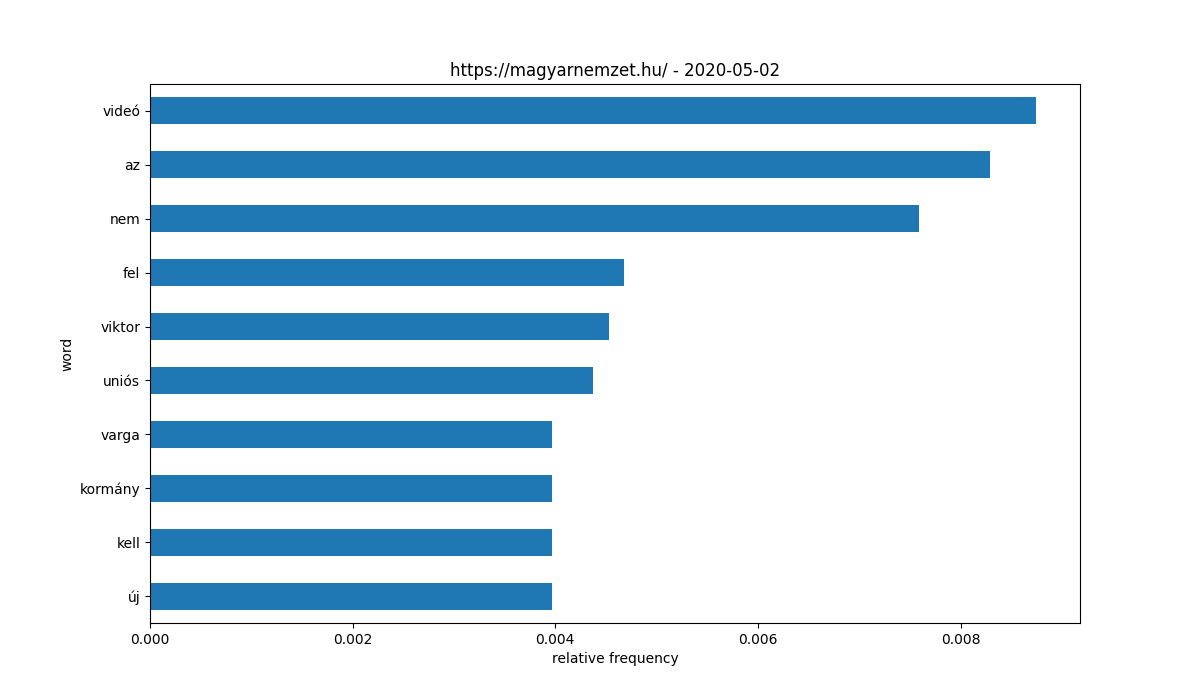 https://magyarnemzet.hu/ - 2020-05-02
videó
az
nem
fel
viktor
uniós
varga
kormány
kell
új
word
0.000 0.002 0.004 0.006 0.008
relative frequency